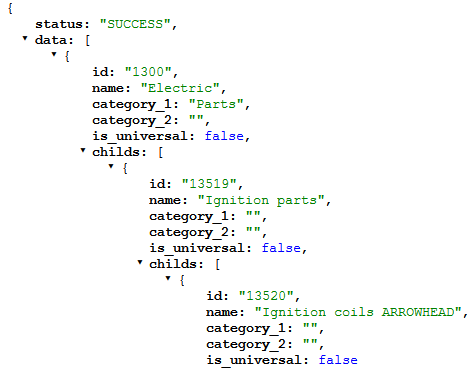 {
status: "SUCCESS",
▼ data: [
▼ {
id: "1300",
name: "Electric",
category_1: "Parts",
category_2: "",
is_universal: false,
▼ childs: [
▼ {
id: "13519",
name: "Ignition parts",
category_1: "",
category_2: "",
is_universal: false,
▼ childs: [
▼ {
id: "13520",
name: "Ignition coils ARROWHEAD",
category_1: "",
category_2: "",
is_universal: false